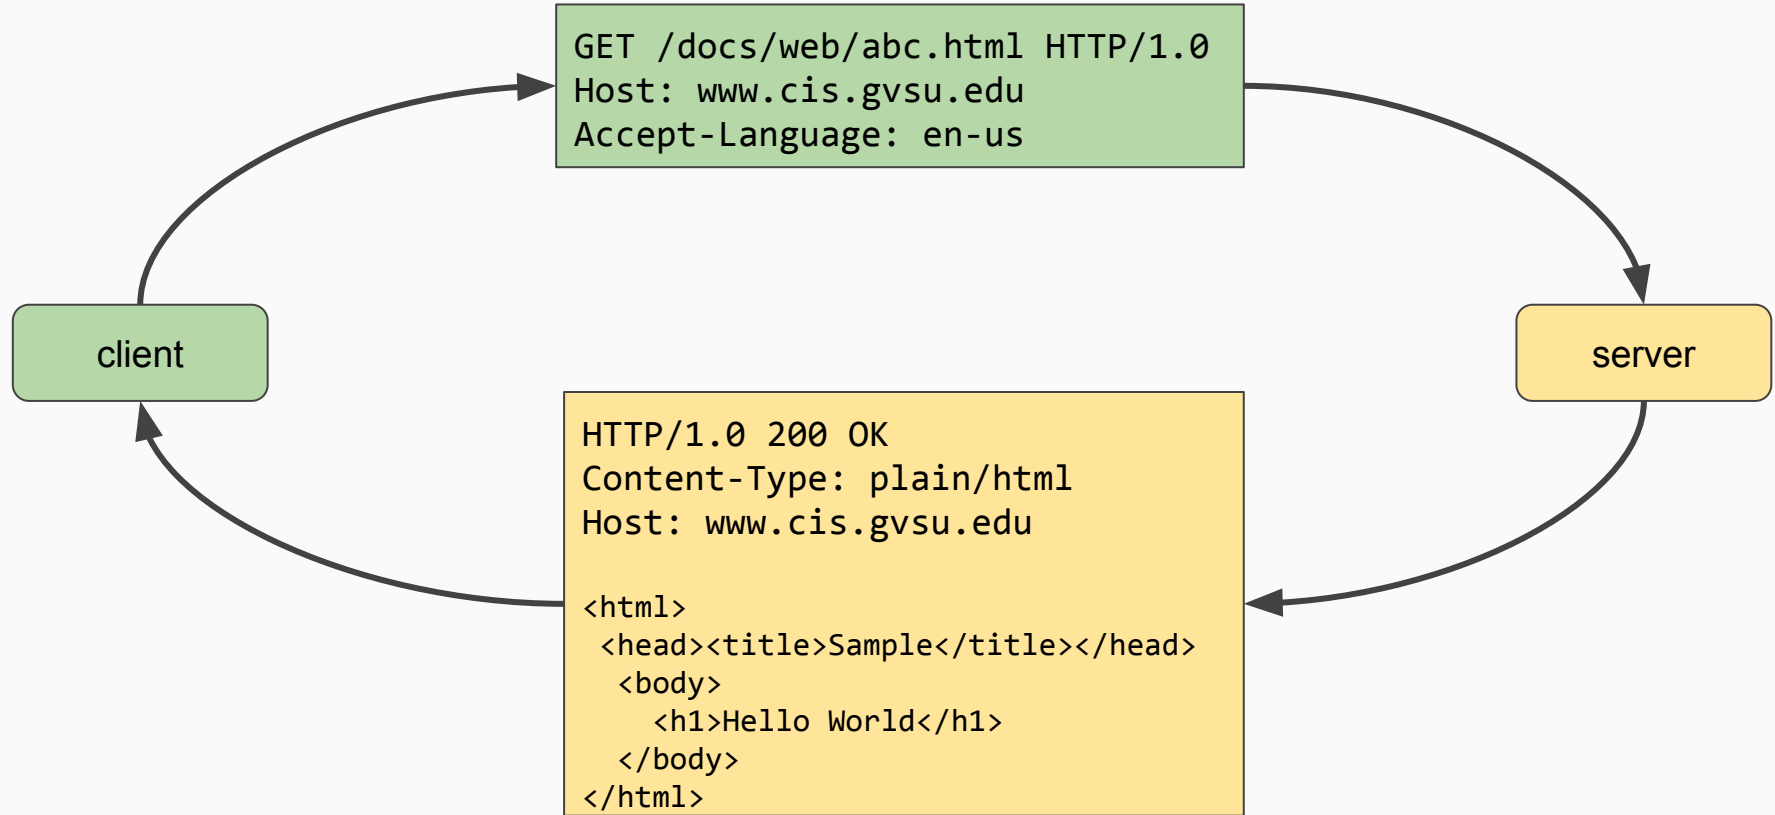 GET /docs/web/abc.html HTTP/1.0
Host: www.cis.gvsu.edu
Accept-Language: en-us
client
server
HTTP/1.0 200 OK
Content-Type: plain/html
Host: www.cis.gvsu.edu

<html>
 <head><title>Sample</title></head>
  <body>
    <h1>Hello World</h1>
  </body>
</html>